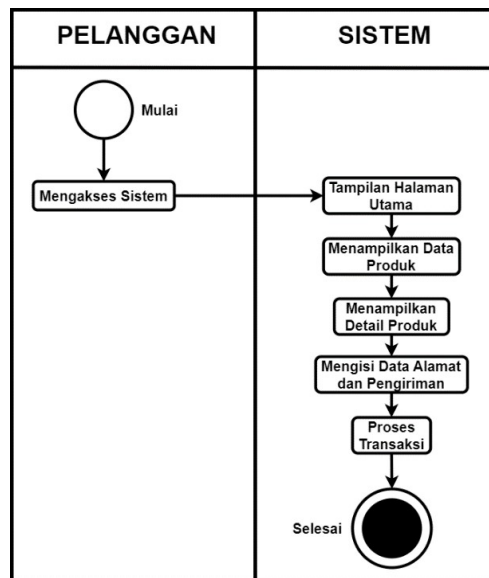 PELANGGAN
SISTEM
Mulai
Mengakses Sistem
Tampilan Halaman
Utama
Menampilkan Data
Produk
Menampilkan
Detail Produk
Mengisi Data Alamat
dan Pengiriman
Proses
Transaksi
Selesai